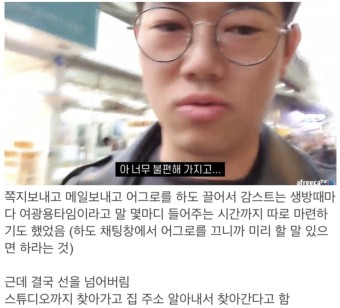 afreecaTV
아 너무 불편해 가지고....
쪽지보내고 메일보내고 어그로를 하도 끌어서 감스트는 생방때마
다 여광용타임이라고 말 몇마디 들어주는 시간까지 따로 마련하
기도 했었음 (하도 채팅창에서 어그로를 끄니까 미리 할 말 있으
면 하라는 것)
근데 결국 선을 넘어버림
스튜디오까지 찾아가고 집 주소 알아내서 찾아간다고 함